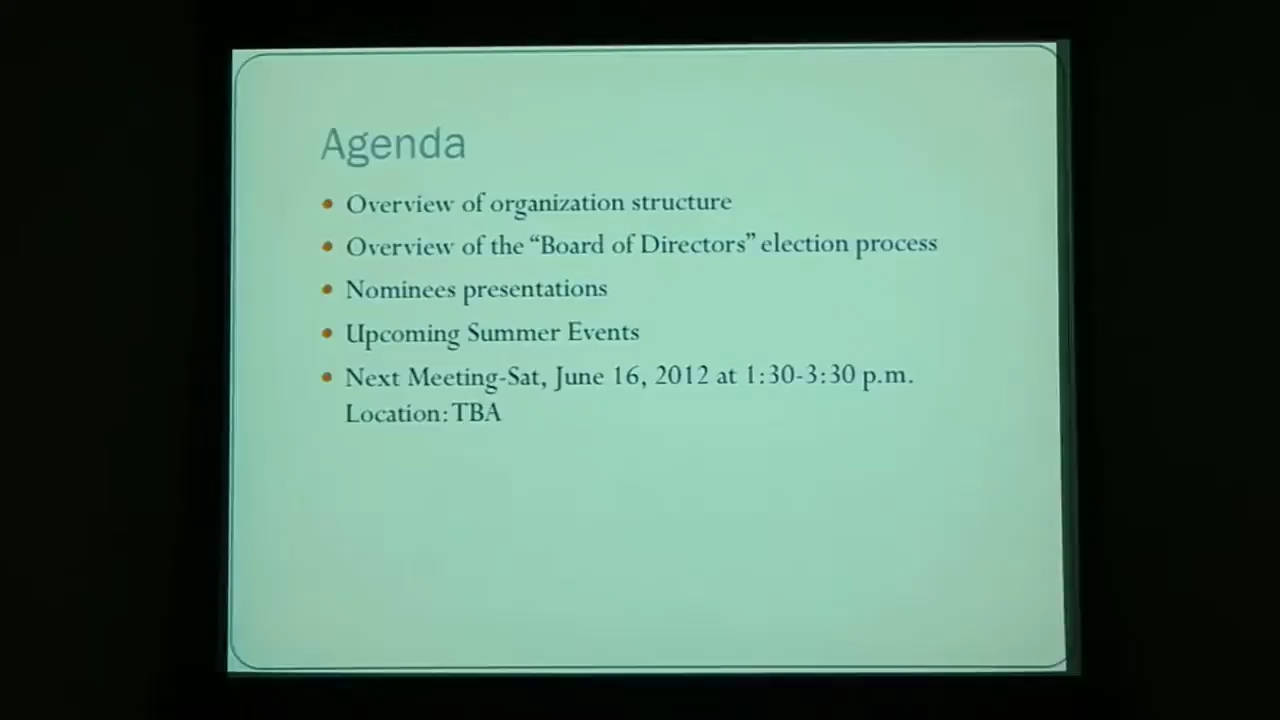 Agenda
• Overview of organization structure
• Overview of the “Board of Directors” election process
• Nominees presentations
• Upcoming Summer Events
• Next Meeting-Sat, June 16, 2012 at 1:30-3:30 p.m.
Location: TBA